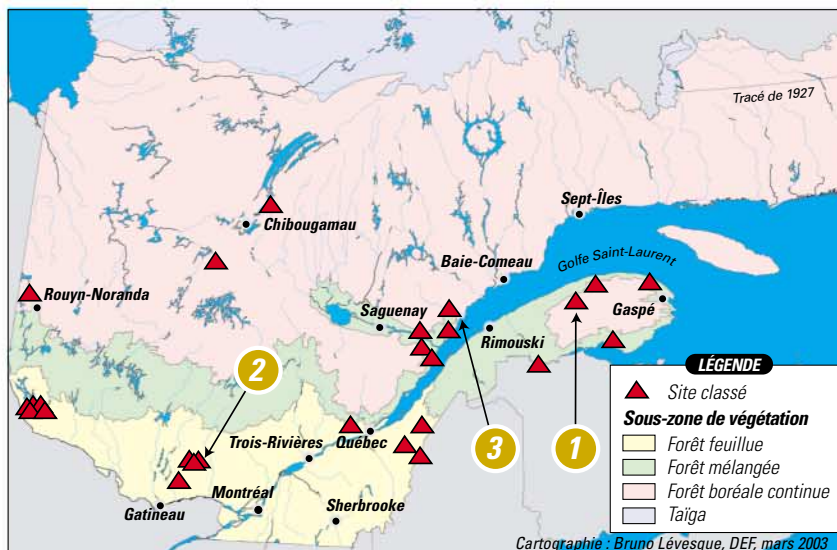 Tracé de 1927
Sept-Îles
Chibougamau
Baie-Comeau
Golfe Saint-Laurent
Rouyn-Noranda
Saguenay
Gaspé
Rimouski
2
3
1
Trois-Rivières
Québec
Gatineau
Montréal
Sherbrooke
LÉGENDE
Site classé
Sous-zone de végétation
Forêt feuillue
Forêt mélangée
Forêt boréale continue
Taïga
Cartographie : Bruno Lévesque, DEF, mars 2003